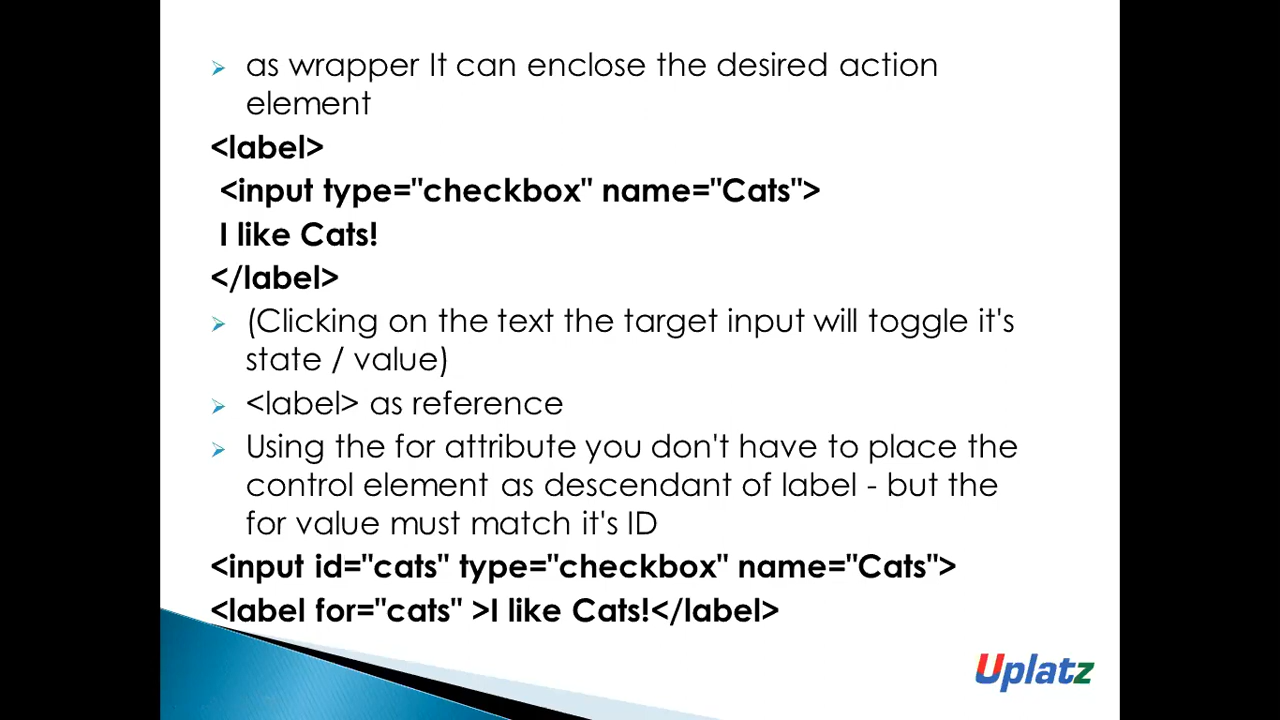 as wrapper It can enclose the desired action
element
<label>
<input type="checkbox" name="Cats">
I like Cats!
</label>
(Clicking on the text the target input will toggle it's
state / value)
<label> as reference
Using the for attribute you don't have to place the
control element as descendant of label - but the
for value must match it's ID
<input id="cats" type="checkbox" name="Cats">
<label for="cats" >I like Cats!</label>
Uplatz